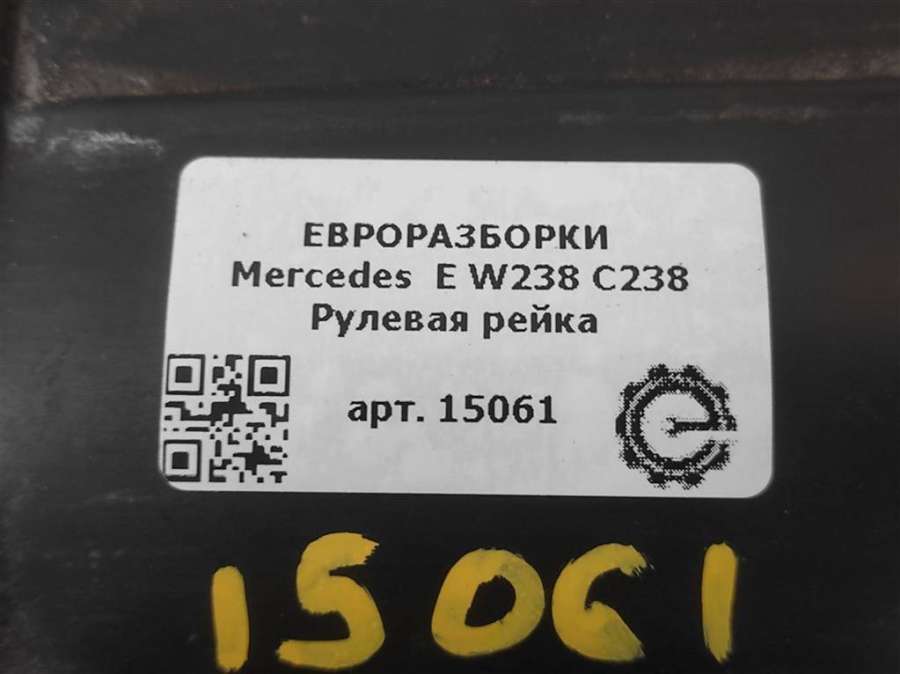 ЕВРОРАЗБОРКИ
Mercedes E W238 C238
Рулевая рейка
арт. 15061
15061